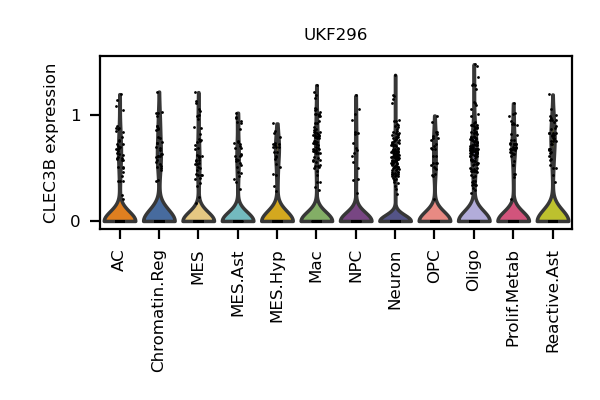 UKF296
CLEC3B expression
1
0
AC
Chromatin.Reg
MES
MES.Ast
MES.Hyp
Mac
NPC
Neuron
OPC
Oligo
Prolif.Metab
Reactive.Ast